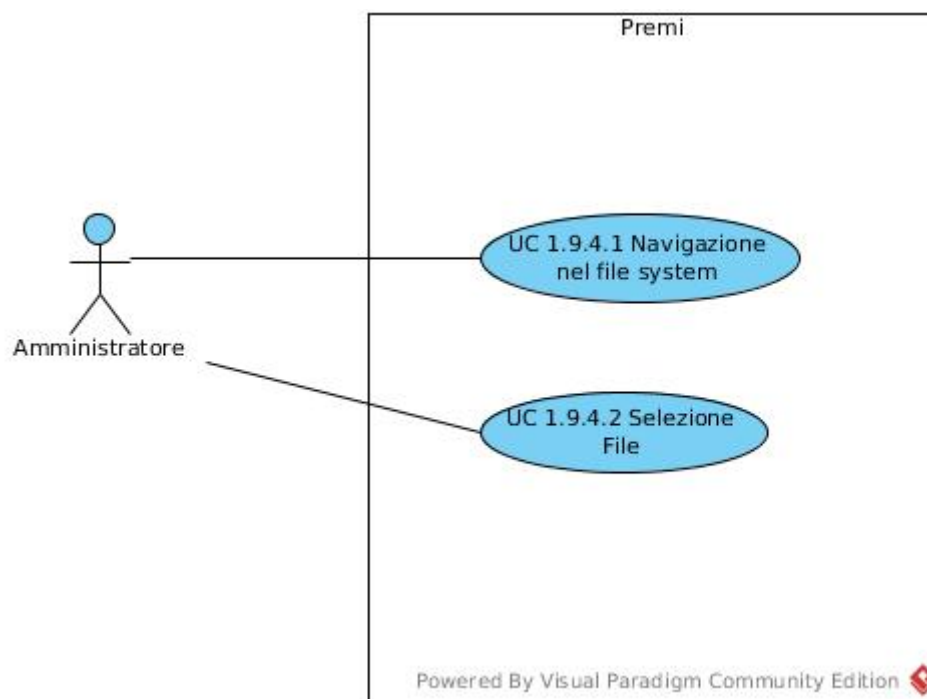 Premi
UC 1.9.4.1 Navigazione
nel file system
Amministratore
UC 1.9.4.2 Selezione
File
Powered By Visual Paradigm Community Edition